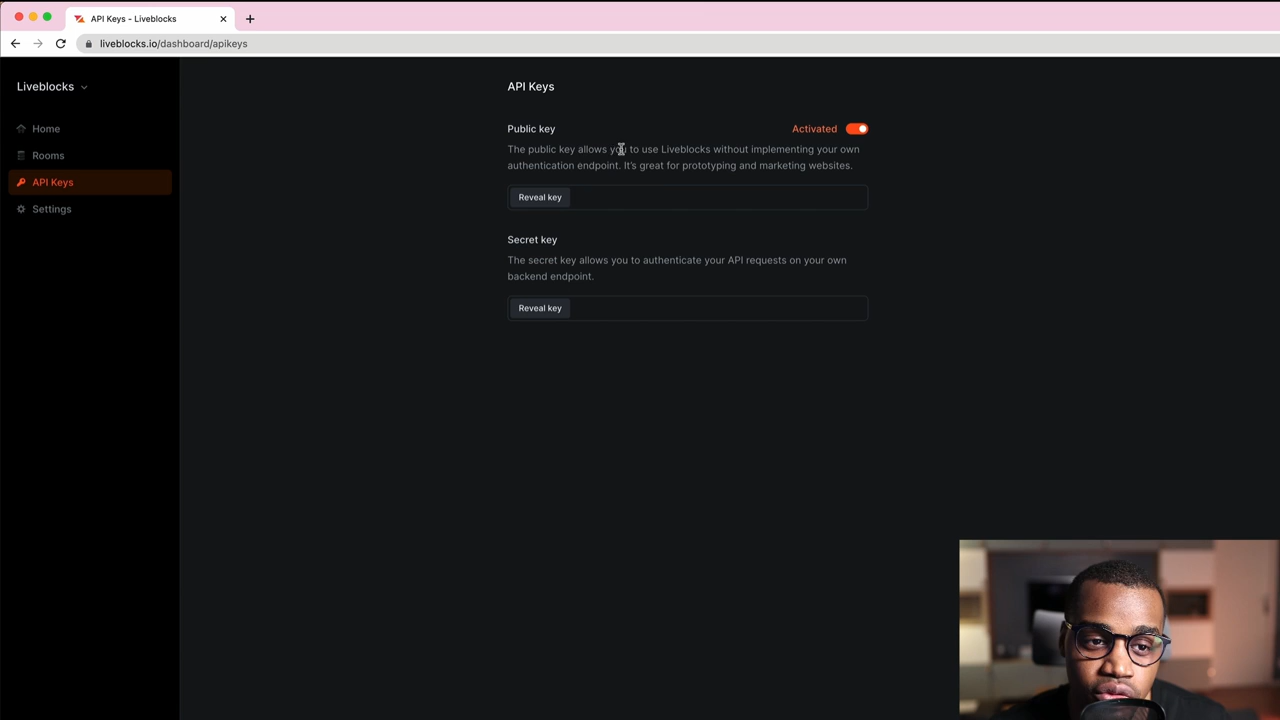 API Keys - Liveblocks
liveblocks.io/dashboard/apikeys
Liveblocks
Home
Rooms
API Keys
Settings
API Keys
Public key
Activated
The public key allows you to use Liveblocks without implementing your own
authentication endpoint. It's great for prototyping and marketing websites.
Reveal key
Secret key
The secret key allows you to authenticate your API requests on your own
backend endpoint.
Reveal key